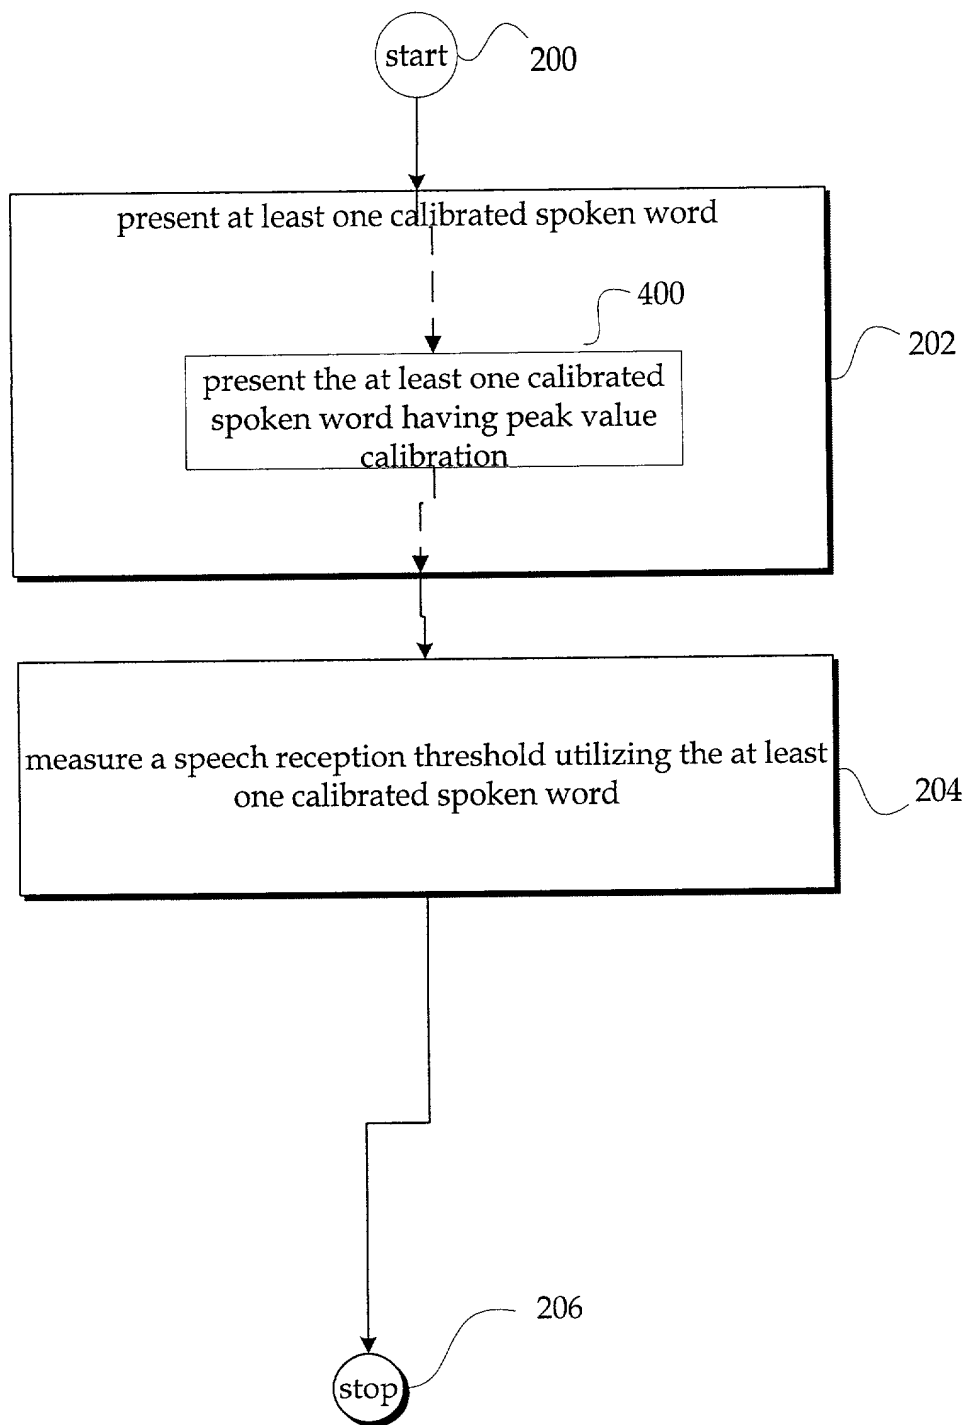 start
200
present at least one calibrated spoken word
400
202
present the at least one calibrated
spoken word having peak value
calibration
measure a speech reception threshold utilizing the at least
one calibrated spoken word
204
206
stop